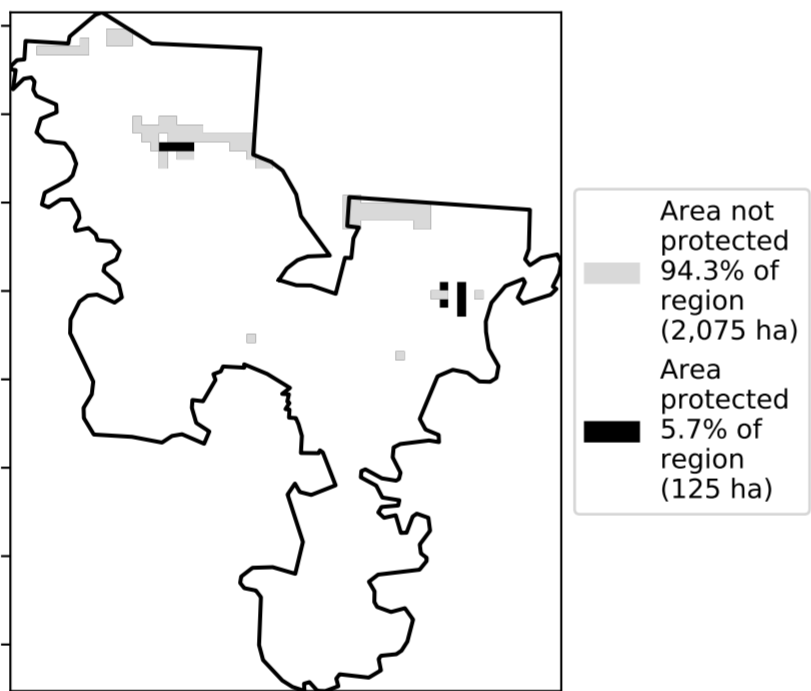 Area not
protected
94.3% of
region
(2,075 ha)
Area
protected
5.7% of
region
(125 ha)